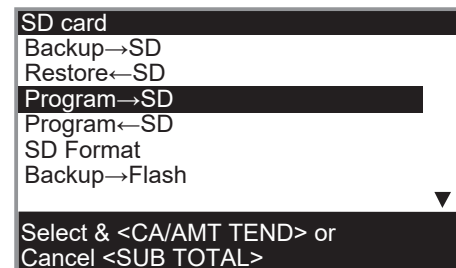 SD card
Backup→SD
Restore←SD
Program→SD
Program←SD
SD Format
Backup→Flash
▼
Select & <CA/AMT TEND> or
Cancel <SUB TOTAL>